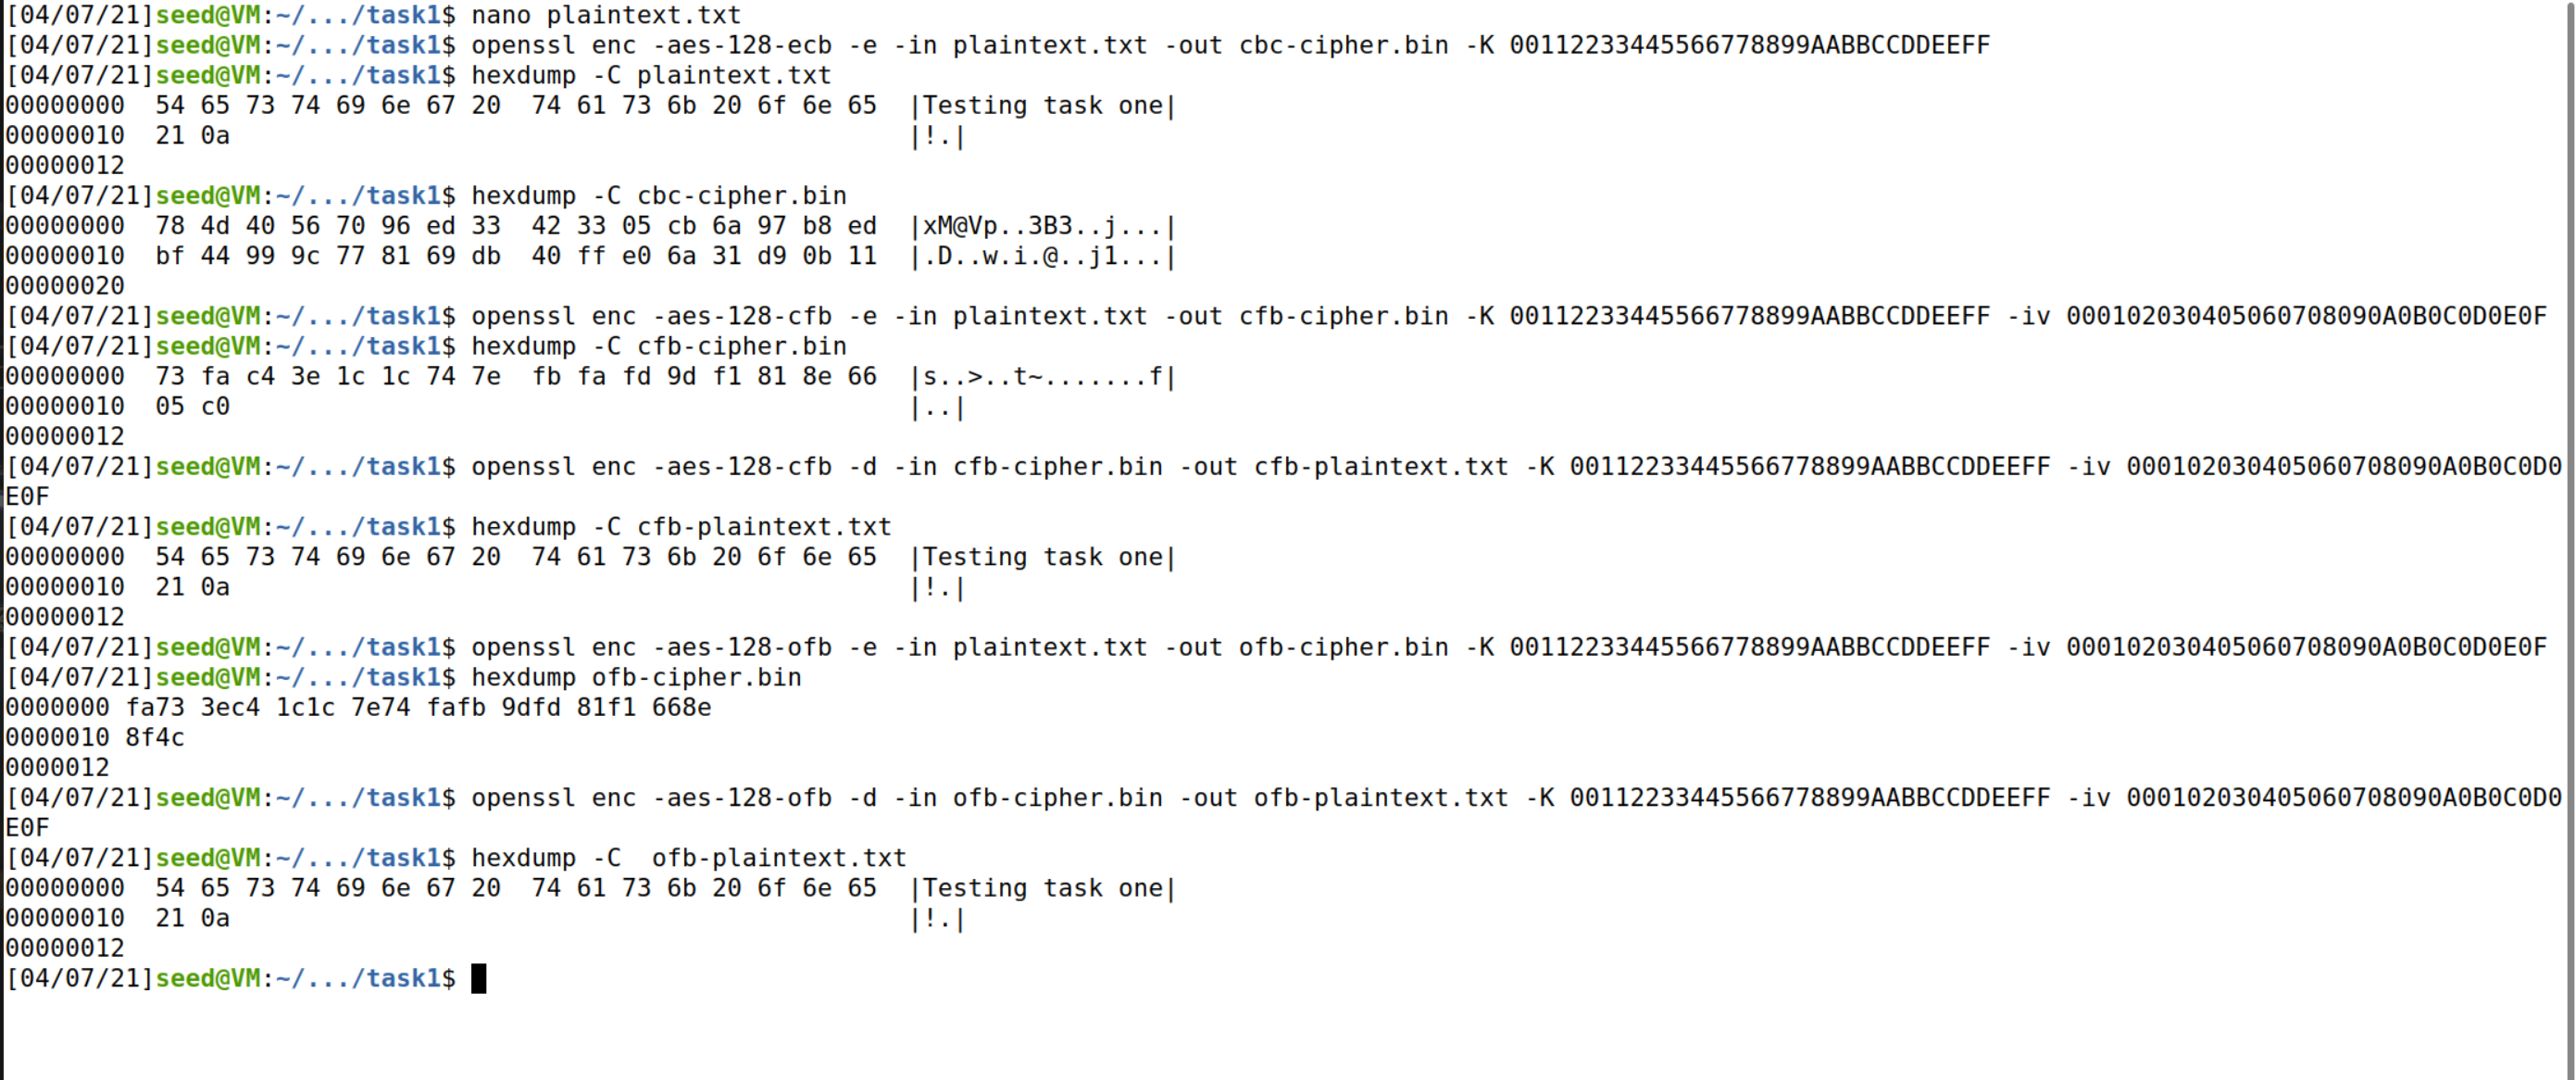 [04/07/21]seed@VM:~/.../task1$ nano plaintext.txt
[04/07/21]seed@VM:~/.../task1$ openssl enc -aes-128-ecb -e -in plaintext.txt -out cbc-cipher.bin -K 00112233445566778899AABBCCDDEEFF
[04/07/21]seed@VM:~/.../task1$ hexdump -C plaintext.txt
00000000  54 65 73 74 69 6e 67 20  74 61 73 6b 20 6f 6e 65  |Testing task one|
00000010  21 0a                                             |!.|
00000012
[04/07/21]seed@VM:~/.../task1$ hexdump -C cbc-cipher.bin
00000000  78 4d 40 56 70 96 ed 33  42 33 05 cb 6a 97 b8 ed  |xM@Vp..3B3..j...|
00000010  bf 44 99 9c 77 81 69 db  40 ff e0 6a 31 d9 0b 11  |.D..w.i.@..j1...|
00000020
[04/07/21]seed@VM:~/.../task1$ openssl enc -aes-128-cfb -e -in plaintext.txt -out cfb-cipher.bin -K 00112233445566778899AABBCCDDEEFF -iv 000102030405060708090A0B0C0D0E0F
[04/07/21]seed@VM:~/.../task1$ hexdump -C cfb-cipher.bin
00000000  73 fa c4 3e 1c 1c 74 7e  fb fa fd 9d f1 81 8e 66  |s..>..t~.......f|
00000010  05 c0                                             |..|
00000012
[04/07/21]seed@VM:~/.../task1$ openssl enc -aes-128-cfb -d -in cfb-cipher.bin -out cfb-plaintext.txt -K 00112233445566778899AABBCCDDEEFF -iv 000102030405060708090A0B0C0D0
E0F
[04/07/21]seed@VM:~/.../task1$ hexdump -C cfb-plaintext.txt
00000000  54 65 73 74 69 6e 67 20  74 61 73 6b 20 6f 6e 65  |Testing task one|
00000010  21 0a                                             |!.|
00000012
[04/07/21]seed@VM:~/.../task1$ openssl enc -aes-128-ofb -e -in plaintext.txt -out ofb-cipher.bin -K 00112233445566778899AABBCCDDEEFF -iv 000102030405060708090A0B0C0D0E0F
[04/07/21]seed@VM:~/.../task1$ hexdump ofb-cipher.bin
0000000 fa73 3ec4 1c1c 7e74 fafb 9dfd 81f1 668e
0000010 8f4c
0000012
[04/07/21]seed@VM:~/.../task1$ openssl enc -aes-128-ofb -d -in ofb-cipher.bin -out ofb-plaintext.txt -K 00112233445566778899AABBCCDDEEFF -iv 000102030405060708090A0B0C0D0
E0F
[04/07/21]seed@VM:~/.../task1$ hexdump -C  ofb-plaintext.txt
00000000  54 65 73 74 69 6e 67 20  74 61 73 6b 20 6f 6e 65  |Testing task one|
00000010  21 0a                                             |!.|
00000012
[04/07/21]seed@VM:~/.../task1$